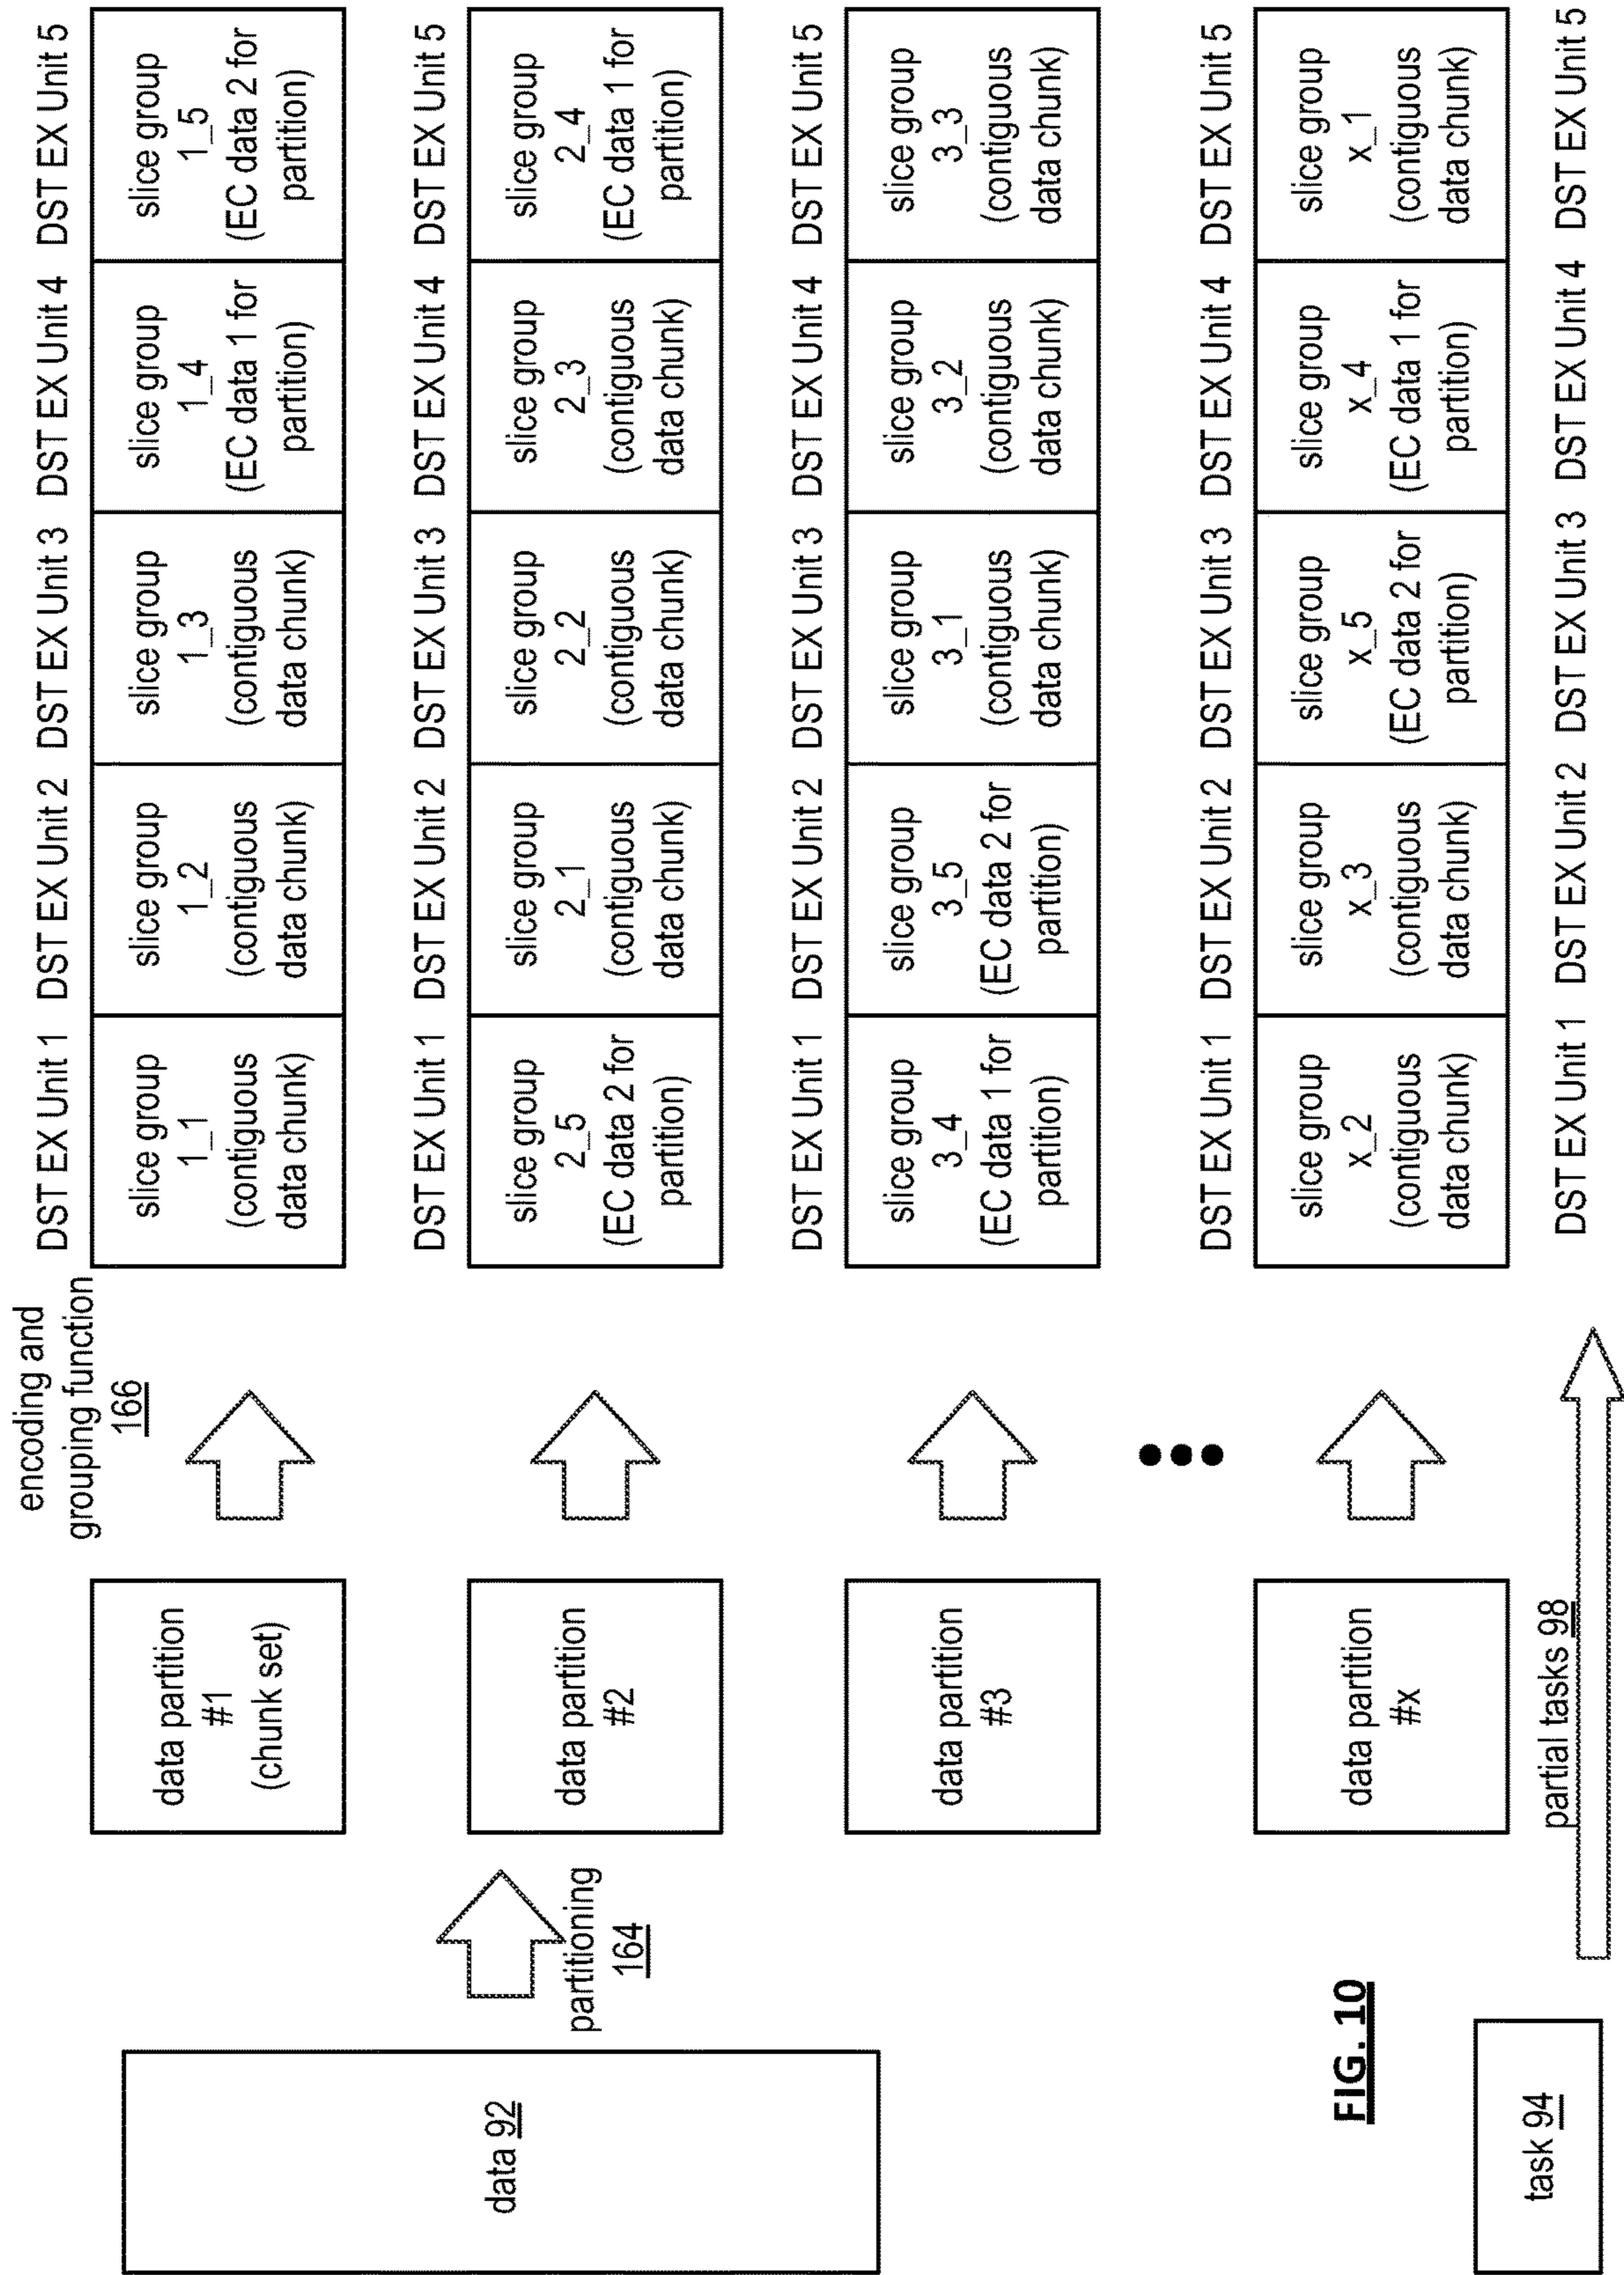 data 92
partitioning
164
data partition
#1
(chunk set)
data partition
#2
data partition
#3
data partition
#x
encoding and
grouping function
166
DST EX Unit 1
DST EX Unit 2
DST EX Unit 3
DST EX Unit 4
DST EX Unit 5
slice group
1_1
(contiguous
data chunk)
slice group
1_2
(contiguous
data chunk)
slice group
1_3
(contiguous
data chunk)
slice group
1_4
(EC data 1 for
partition)
slice group
1_5
(EC data 2 for
partition)
DST EX Unit 1
DST EX Unit 2
DST EX Unit 3
DST EX Unit 4
DST EX Unit 5
slice group
2_5
(EC data 2 for
partition)
slice group
2_1
(contiguous
data chunk)
slice group
2_2
(contiguous
data chunk)
slice group
2_3
(contiguous
data chunk)
slice group
2_4
(EC data 1 for
partition)
DST EX Unit 1
DST EX Unit 2
DST EX Unit 3
DST EX Unit 4
DST EX Unit 5
slice group
3_4
(EC data 1 for
partition)
slice group
3_5
(EC data 2 for
partition)
slice group
3_1
(contiguous
data chunk)
slice group
3_2
(contiguous
data chunk)
slice group
3_3
(contiguous
data chunk)
DST EX Unit 1
DST EX Unit 2
DST EX Unit 3
DST EX Unit 4
DST EX Unit 5
slice group
x_2
(contiguous
data chunk)
slice group
x_3
(contiguous
data chunk)
slice group
x_5
(EC data 2 for
partition)
slice group
x_4
(EC data 1 for
partition)
slice group
x_1
(contiguous
data chunk)
FIG. 10
task 94
partial tasks 98
DST EX Unit 1
DST EX Unit 2
DST EX Unit 3
DST EX Unit 4
DST EX Unit 5